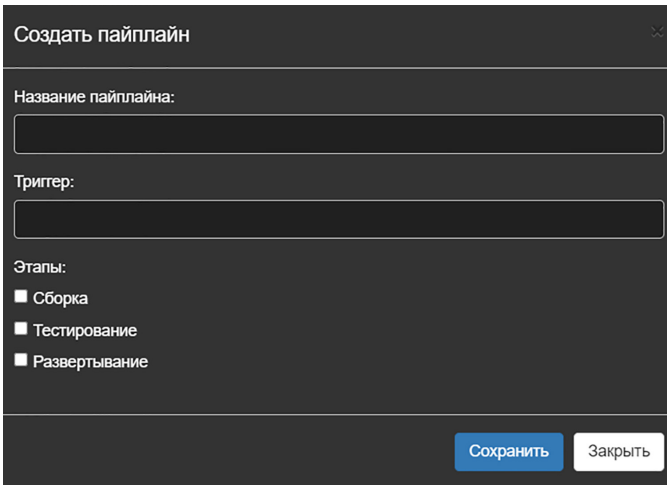 Создать пайплайн
Название пайплайна:
Триггер:
Этапы:
Сборка
Тестирование
Развертывание
Сохранить Закрыть